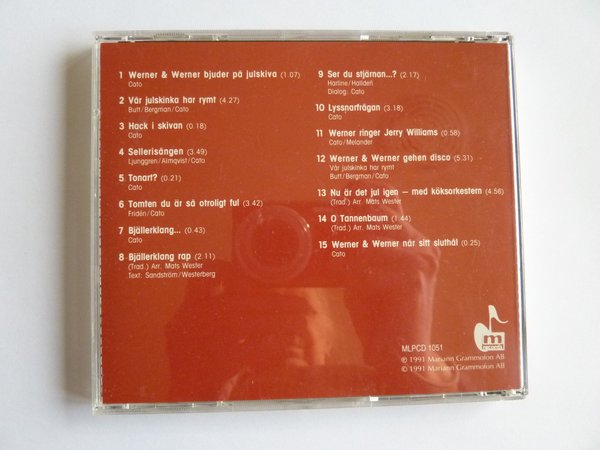 1 Werner & Werner bjuder på julskiva (1.07)
Cato
2 Vår julskinka har rymt (4.27)
Butt/Bergman/Cato
3 Hack i skivan (0.18)
Cato
4 Sellerisången (3.49)
Ljunggren/Almqvist/Cato
5 Tonart? (0.21)
Cato
6 Tomten du är så otroligt ful (3.42)
Fridén/Cato
7 Bjällerklang... (0.43)
Cato
8 Bjällerklang rap (2.11)
(Trad.) Arr. Mats Wester
Text: Sandström/Westerberg
9 Ser du stjärnan...? (2.17)
Harline/Halldén
Dialog: Cato
10 Lyssnarfrågan (3.18)
Cato
11 Werner ringer Jerry Williams (0.58)
Cato/Melander
12 Werner & Werner gehen disco (5.31)
Vår julskinka har rymt
Butt/Bergman/Cato
13 Nu är det jul igen – med köksorkestern (4.56)
(Trad.) Arr. Mats Wester
14 O Tannenbaum (1.44)
(Trad.) Arr. Mats Wester
15 Werner & Werner når sitt sluthål (0.25)
Cato
m
MLPCD 1051
℗ 1991 Mariann Grammofon AB
© 1991 Mariann Grammofon AB